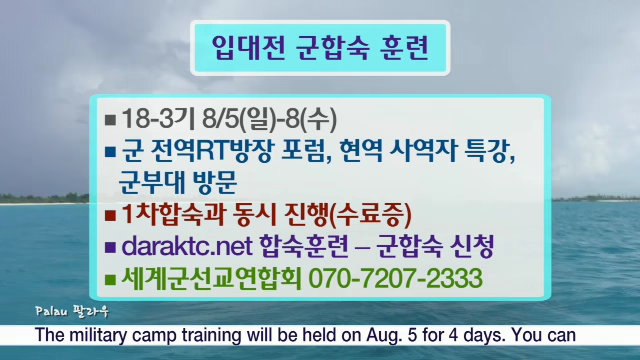 입대전 군합숙 훈련
■ 18-3기 8/5(일)-8(수)
■ 군 전역RT방장 포럼, 현역 사역자 특강,
군부대 방문
■ 1차합숙과 동시 진행(수료증)
■ daraktc.net 합숙훈련 – 군합숙 신청
■ 세계군선교연합회 070-7207-2333
Palau 팔라우
The military camp training will be held on Aug. 5 for 4 days. You can